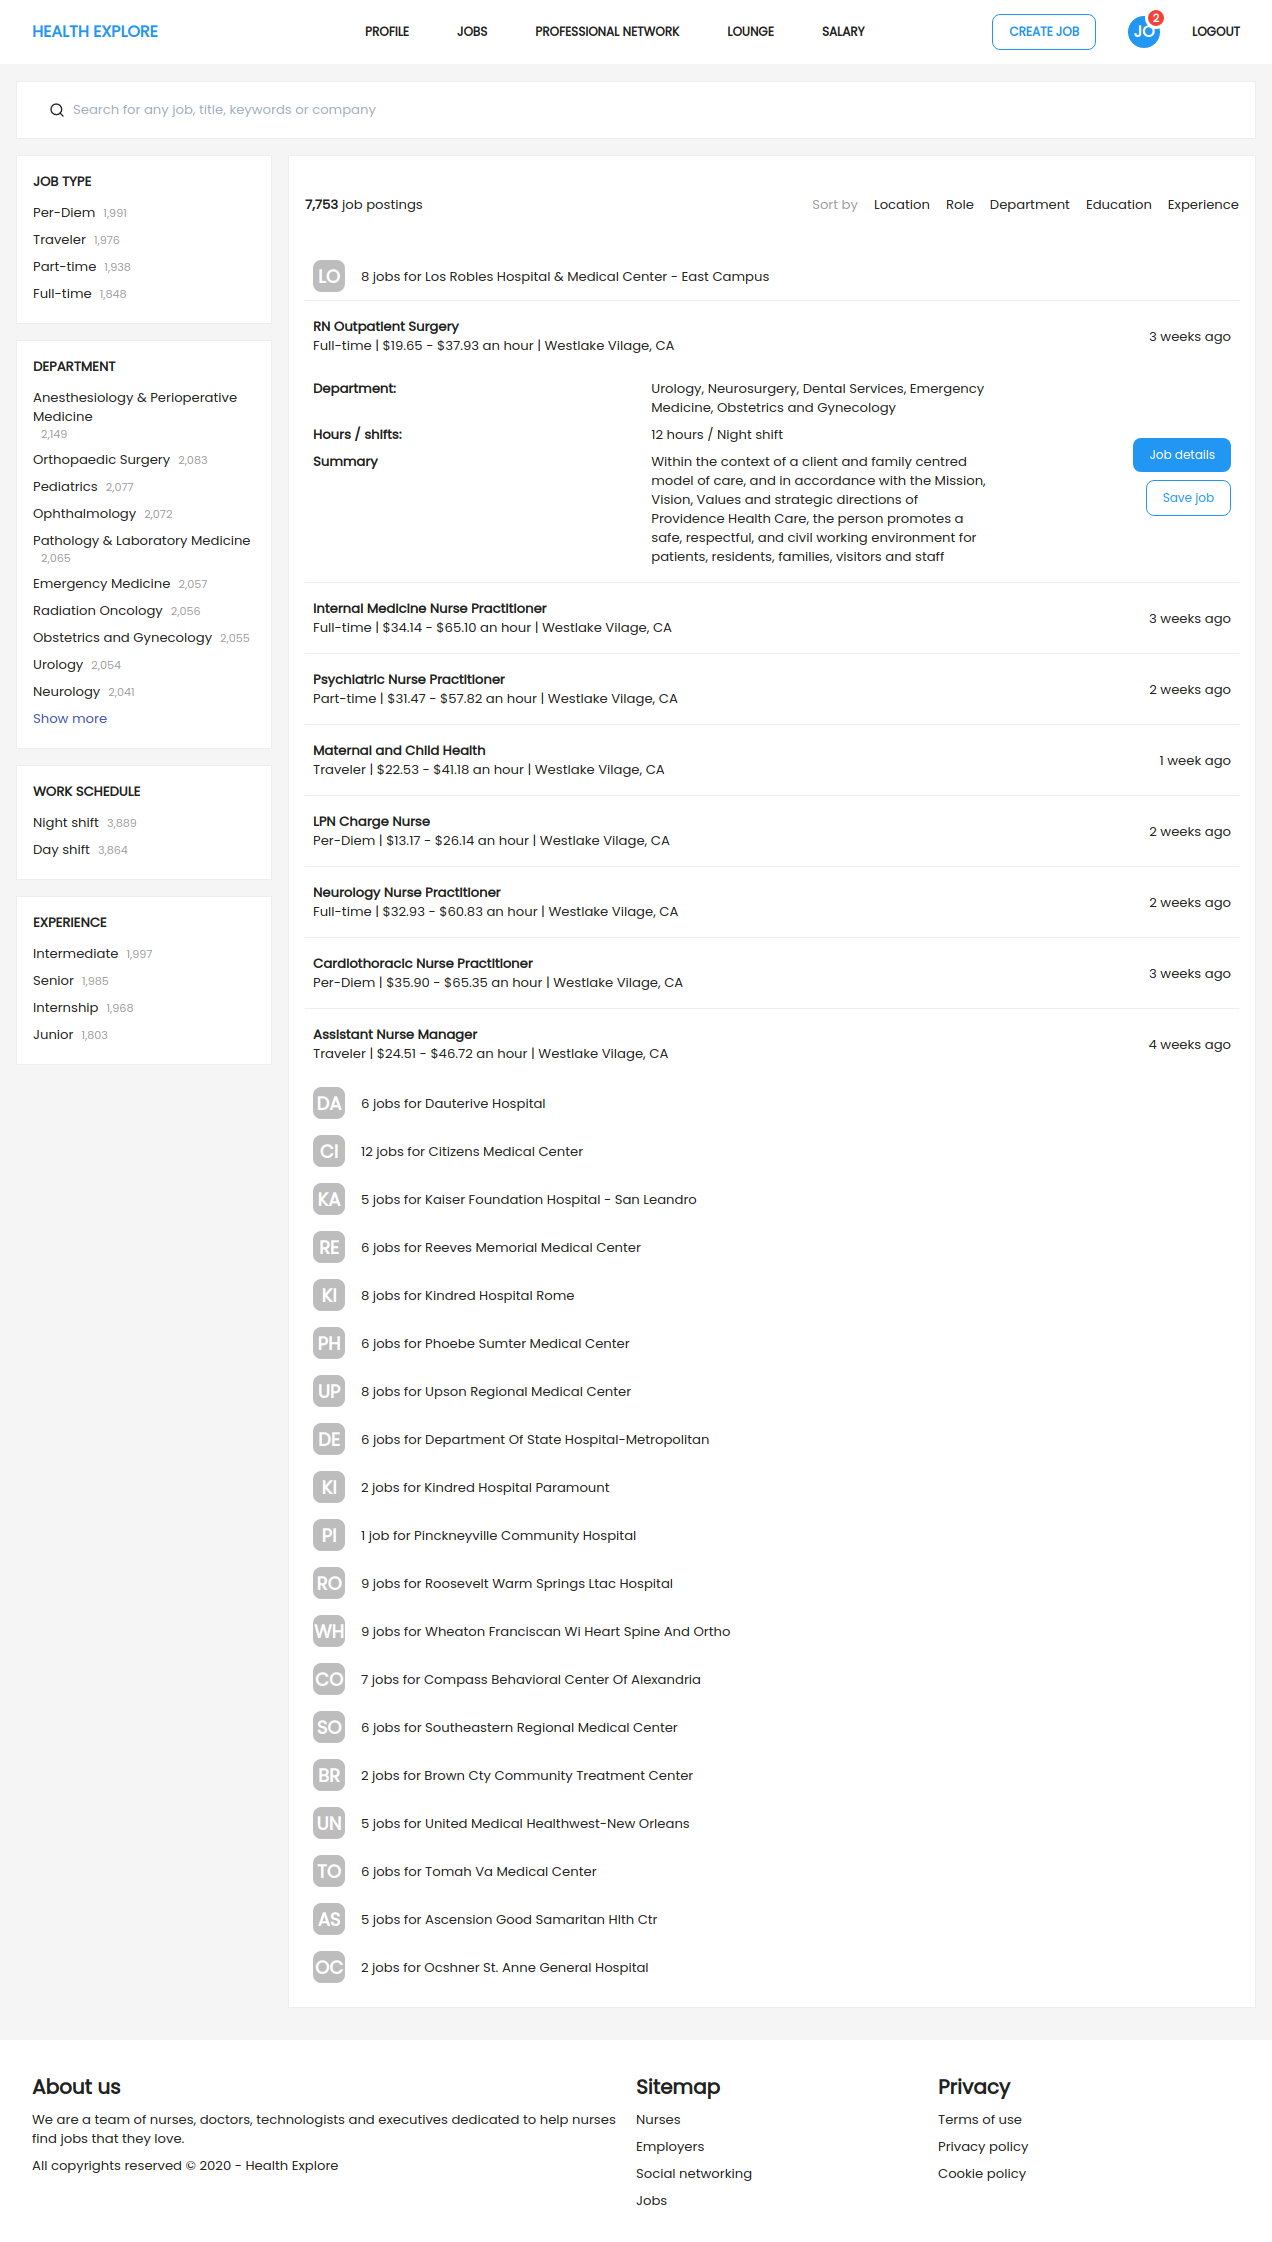 HEALTH EXPLORE
PROFILE JOBS PROFESSIONAL NETWORK LOUNGE SALARY
CREATE JOB
JO 2
LOGOUT
Search for any job, title, keywords or company
JOB TYPE
Per-Diem 1,991
Traveler 1,976
Part-time 1,938
Full-time 1,848
DEPARTMENT
Anesthesiology & Perioperative
Medicine
2,149
Orthopaedic Surgery 2,083
Pediatrics 2,077
Ophthalmology 2,072
Pathology & Laboratory Medicine
2,065
Emergency Medicine 2,057
Radiation Oncology 2,056
Obstetrics and Gynecology 2,055
Urology 2,054
Neurology 2,041
Show more
WORK SCHEDULE
Night shift 3,889
Day shift 3,864
EXPERIENCE
Intermediate 1,997
Senior 1,985
Internship 1,968
Junior 1,803
7,753 job postings
Sort by Location Role Department Education Experience
LO 8 jobs for Los Robles Hospital & Medical Center - East Campus
RN Outpatient Surgery
Full-time | $19.65 - $37.93 an hour | Westlake Vilage, CA
3 weeks ago
Department:
Urology, Neurosurgery, Dental Services, Emergency
Medicine, Obstetrics and Gynecology
Hours / shifts:
12 hours / Night shift
Summary
Within the context of a client and family centred
model of care, and in accordance with the Mission,
Vision, Values and strategic directions of
Providence Health Care, the person promotes a
safe, respectful, and civil working environment for
patients, residents, families, visitors and staff
Job details
Save job
Internal Medicine Nurse Practitioner
Full-time | $34.14 - $65.10 an hour | Westlake Vilage, CA
3 weeks ago
Psychiatric Nurse Practitioner
Part-time | $31.47 - $57.82 an hour | Westlake Vilage, CA
2 weeks ago
Maternal and Child Health
Traveler | $22.53 - $41.18 an hour | Westlake Vilage, CA
1 week ago
LPN Charge Nurse
Per-Diem | $13.17 - $26.14 an hour | Westlake Vilage, CA
2 weeks ago
Neurology Nurse Practitioner
Full-time | $32.93 - $60.83 an hour | Westlake Vilage, CA
2 weeks ago
Cardiothoracic Nurse Practitioner
Per-Diem | $35.90 - $65.35 an hour | Westlake Vilage, CA
3 weeks ago
Assistant Nurse Manager
Traveler | $24.51 - $46.72 an hour | Westlake Vilage, CA
4 weeks ago
DA 6 jobs for Dauterive Hospital
CI 12 jobs for Citizens Medical Center
KA 5 jobs for Kaiser Foundation Hospital - San Leandro
RE 6 jobs for Reeves Memorial Medical Center
KI 8 jobs for Kindred Hospital Rome
PH 6 jobs for Phoebe Sumter Medical Center
UP 8 jobs for Upson Regional Medical Center
DE 6 jobs for Department Of State Hospital-Metropolitan
KI 2 jobs for Kindred Hospital Paramount
PI 1 job for Pinckneyville Community Hospital
RO 9 jobs for Roosevelt Warm Springs Ltac Hospital
WH 9 jobs for Wheaton Franciscan Wi Heart Spine And Ortho
CO 7 jobs for Compass Behavioral Center Of Alexandria
SO 6 jobs for Southeastern Regional Medical Center
BR 2 jobs for Brown Cty Community Treatment Center
UN 5 jobs for United Medical Healthwest-New Orleans
TO 6 jobs for Tomah Va Medical Center
AS 5 jobs for Ascension Good Samaritan Hlth Ctr
OC 2 jobs for Ocshner St. Anne General Hospital
About us
We are a team of nurses, doctors, technologists and executives dedicated to help nurses
find jobs that they love.
All copyrights reserved © 2020 - Health Explore
Sitemap
Nurses
Employers
Social networking
Jobs
Privacy
Terms of use
Privacy policy
Cookie policy